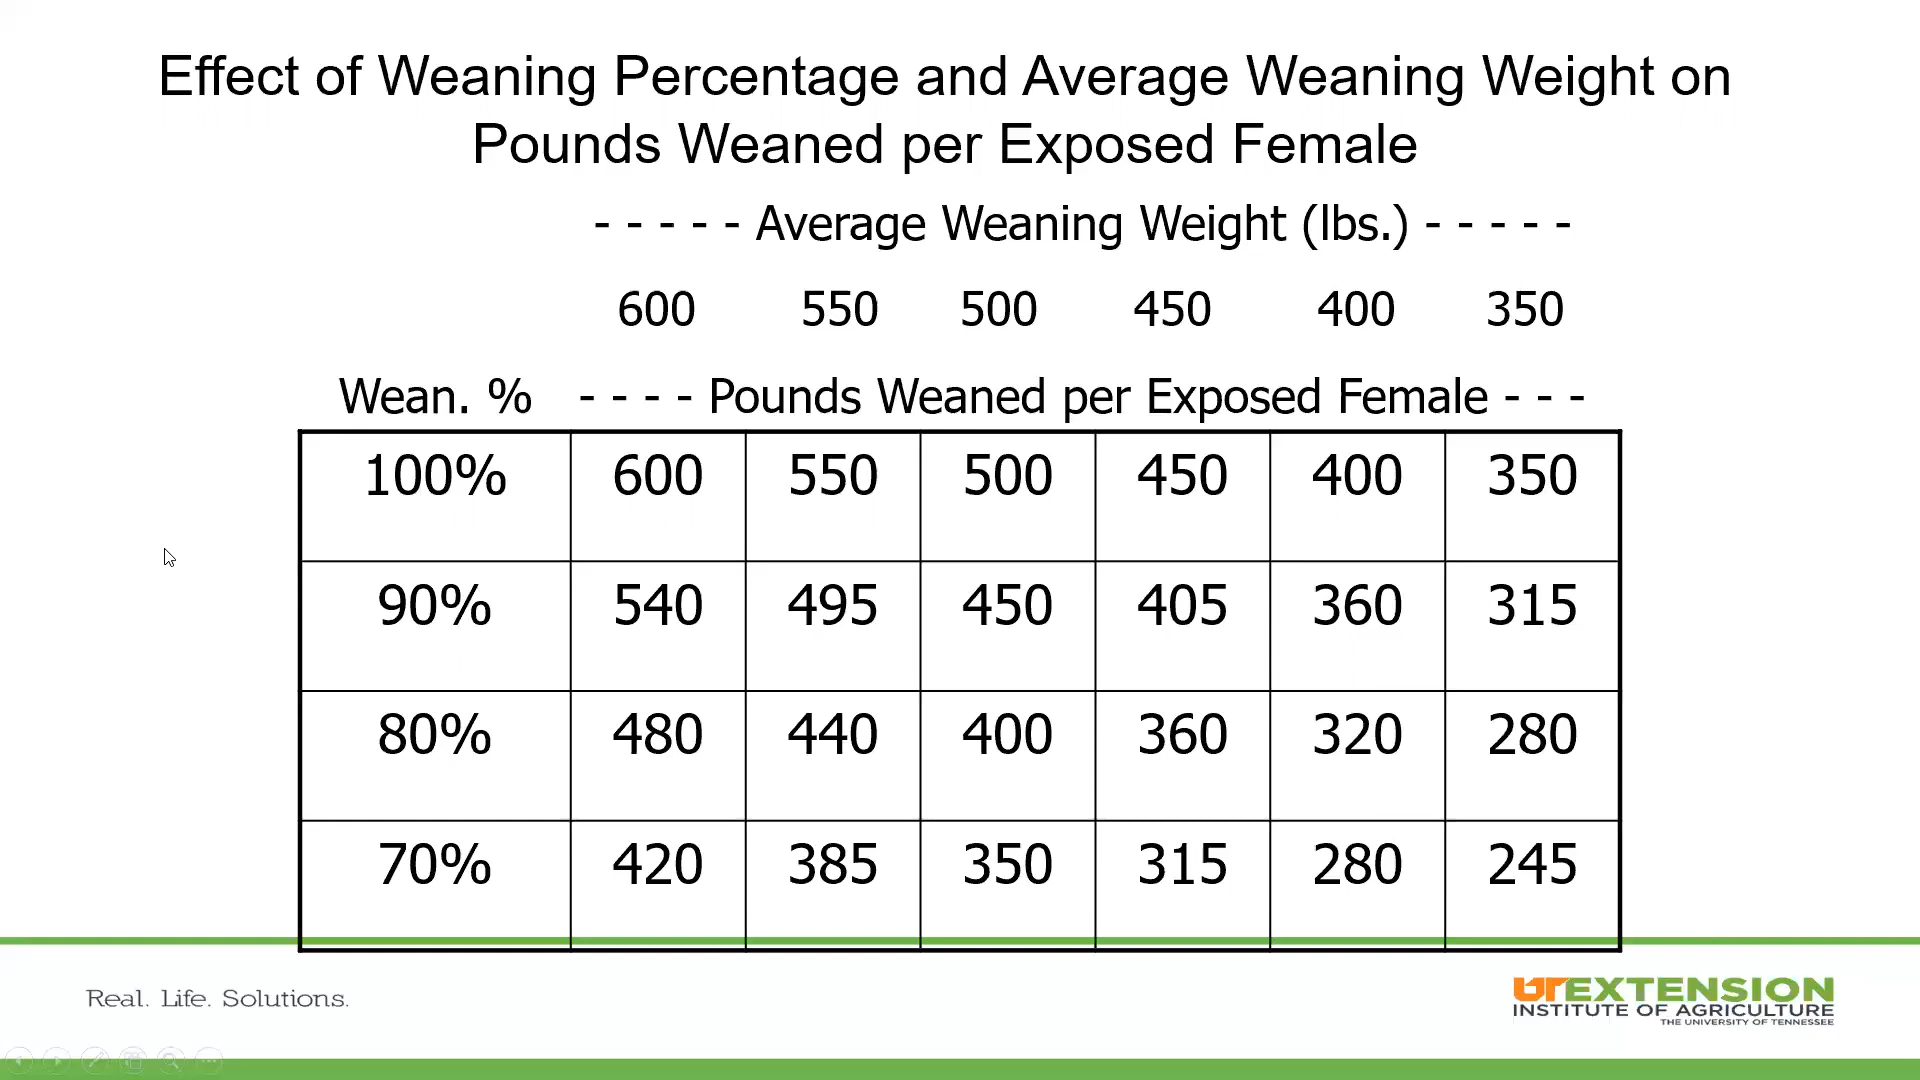 Effect of Weaning Percentage and Average Weaning Weight on
Pounds Weaned per Exposed Female
- - - - - Average Weaning Weight (lbs.) - - - - -
600 550 500 450 400 350
Wean. % - - - - Pounds Weaned per Exposed Female - - -
100% 600 550 500 450 400 350
90% 540 495 450 405 360 315
80% 480 440 400 360 320 280
70% 420 385 350 315 280 245
Real. Life. Solutions.
UT EXTENSION
INSTITUTE OF AGRICULTURE
THE UNIVERSITY OF TENNESSEE